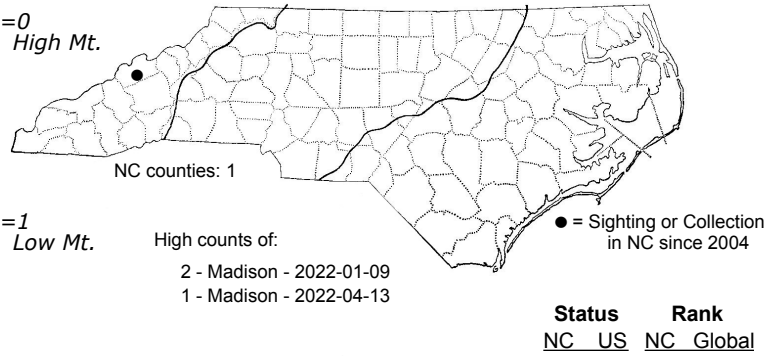 =0
High Mt.
NC counties: 1
=1
Low Mt.
High counts of:
2 - Madison - 2022-01-09
1 - Madison - 2022-04-13
● = Sighting or Collection
in NC since 2004
Status Rank
NC US NC Global